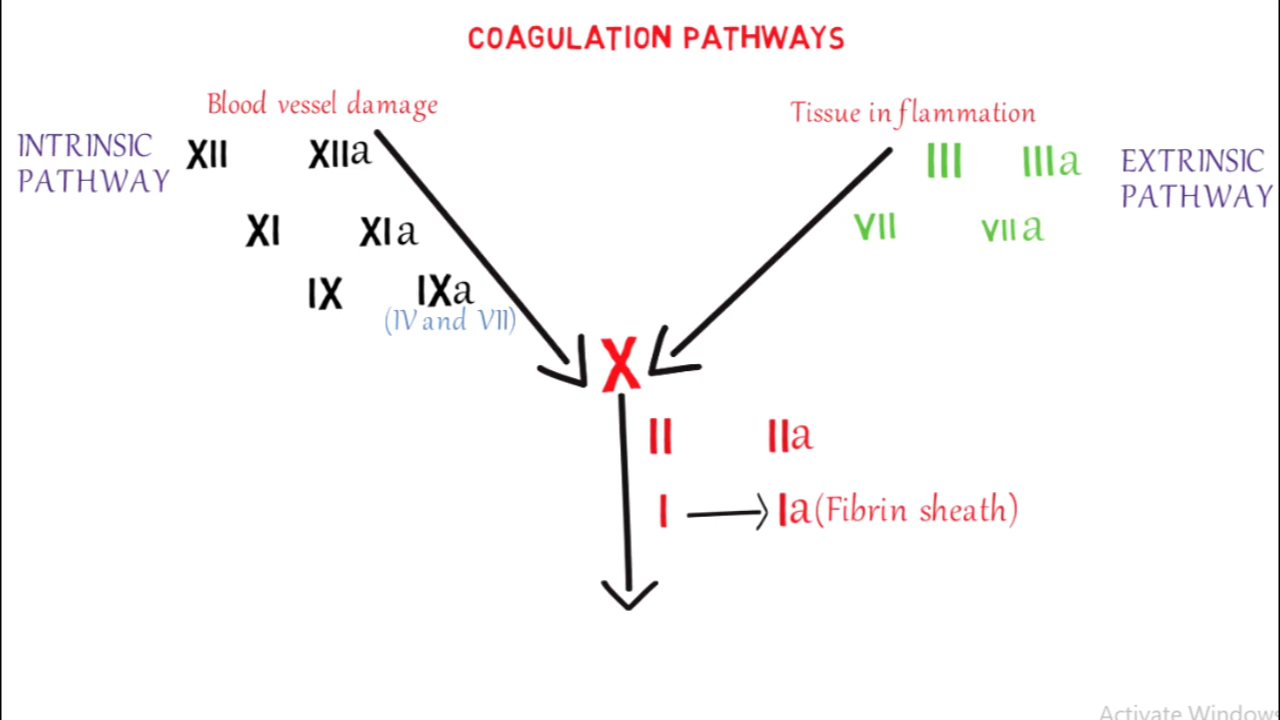 COAGULATION PATHWAYS
Blood vessel damage
Tissue inflammation
INTRINSIC
PATHWAY
XII XIIa
XI XIa
IX IXa
(IV and VII)
III IIIa
VII VIIa
EXTRINSIC
PATHWAY
X
II IIa
I Ia (Fibrin sheath)
Activate Windows